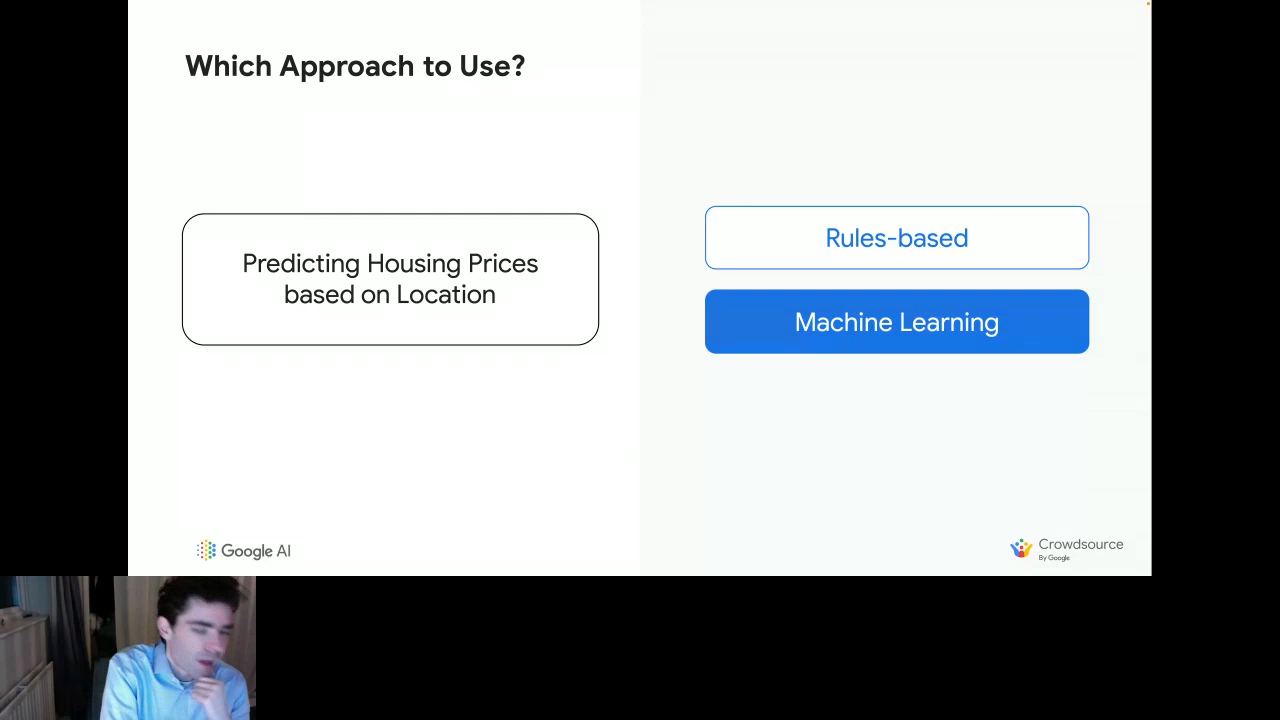 Which Approach to Use?
Predicting Housing Prices
based on Location
Rules-based
Machine Learning
Google AI
Crowdsource
By Google